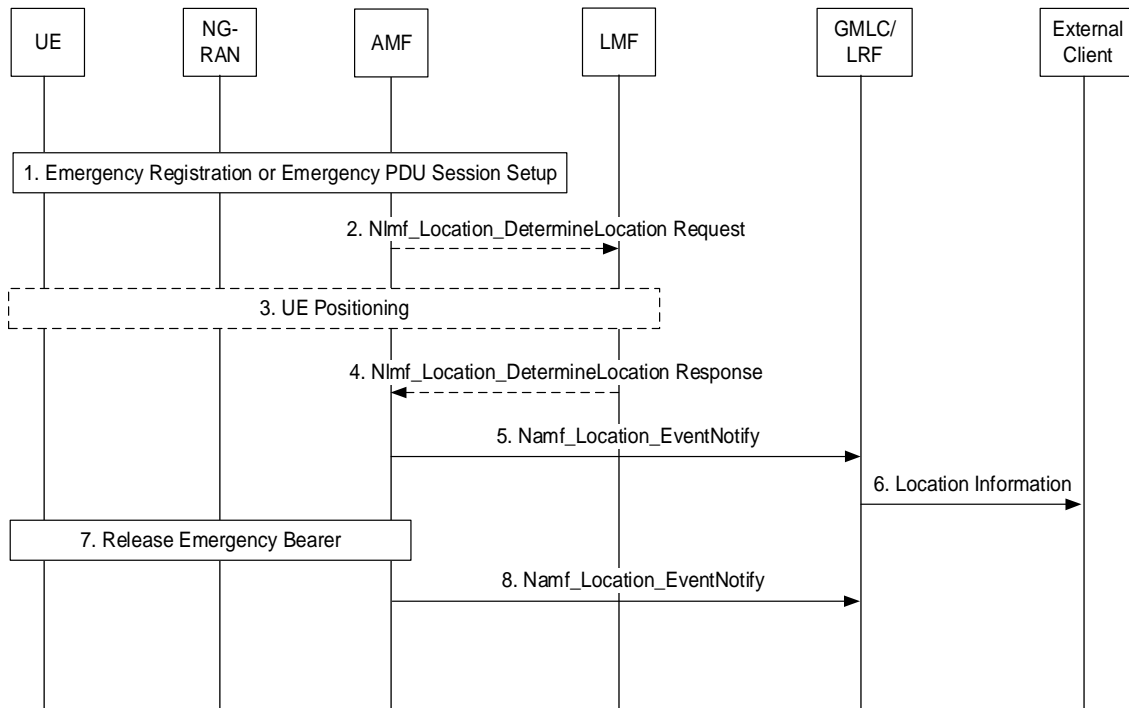 UE
NG-
RAN
AMF
LMF
GMLC/
LRF
External
Client
1. Emergency Registration or Emergency PDU Session Setup
2. Nlmf_Location_DetermineLocation Request
3. UE Positioning
4. Nlmf_Location_DetermineLocation Response
5. Namf_Location_EventNotify
6. Location Information
7. Release Emergency Bearer
8. Namf_Location_EventNotify